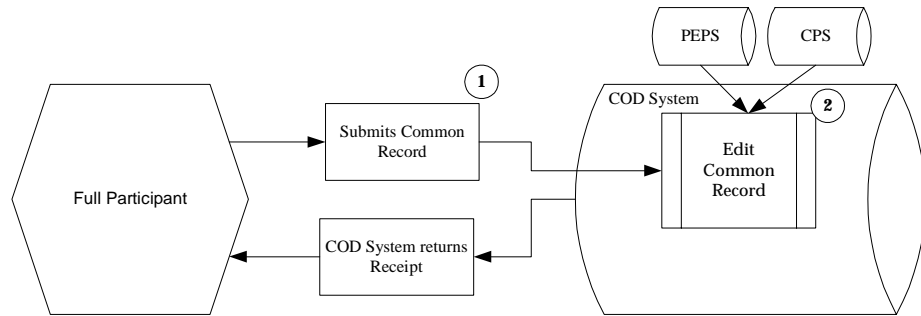 PEPS
CPS
1
COD System
2
Submits Common
Record
Edit
Common
Record
Full Participant
COD System returns
Receipt